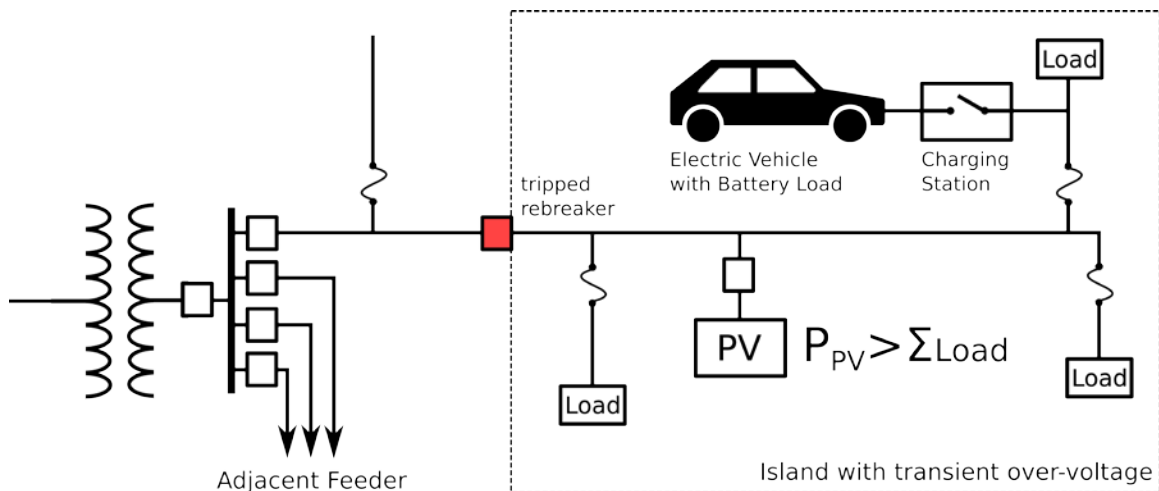 Load
Electric Vehicle
with Battery Load
Charging
Station
tripped
rebreaker
PV
P_PV > ΣLoad
Load
Load
Adjacent Feeder
Island with transient over-voltage